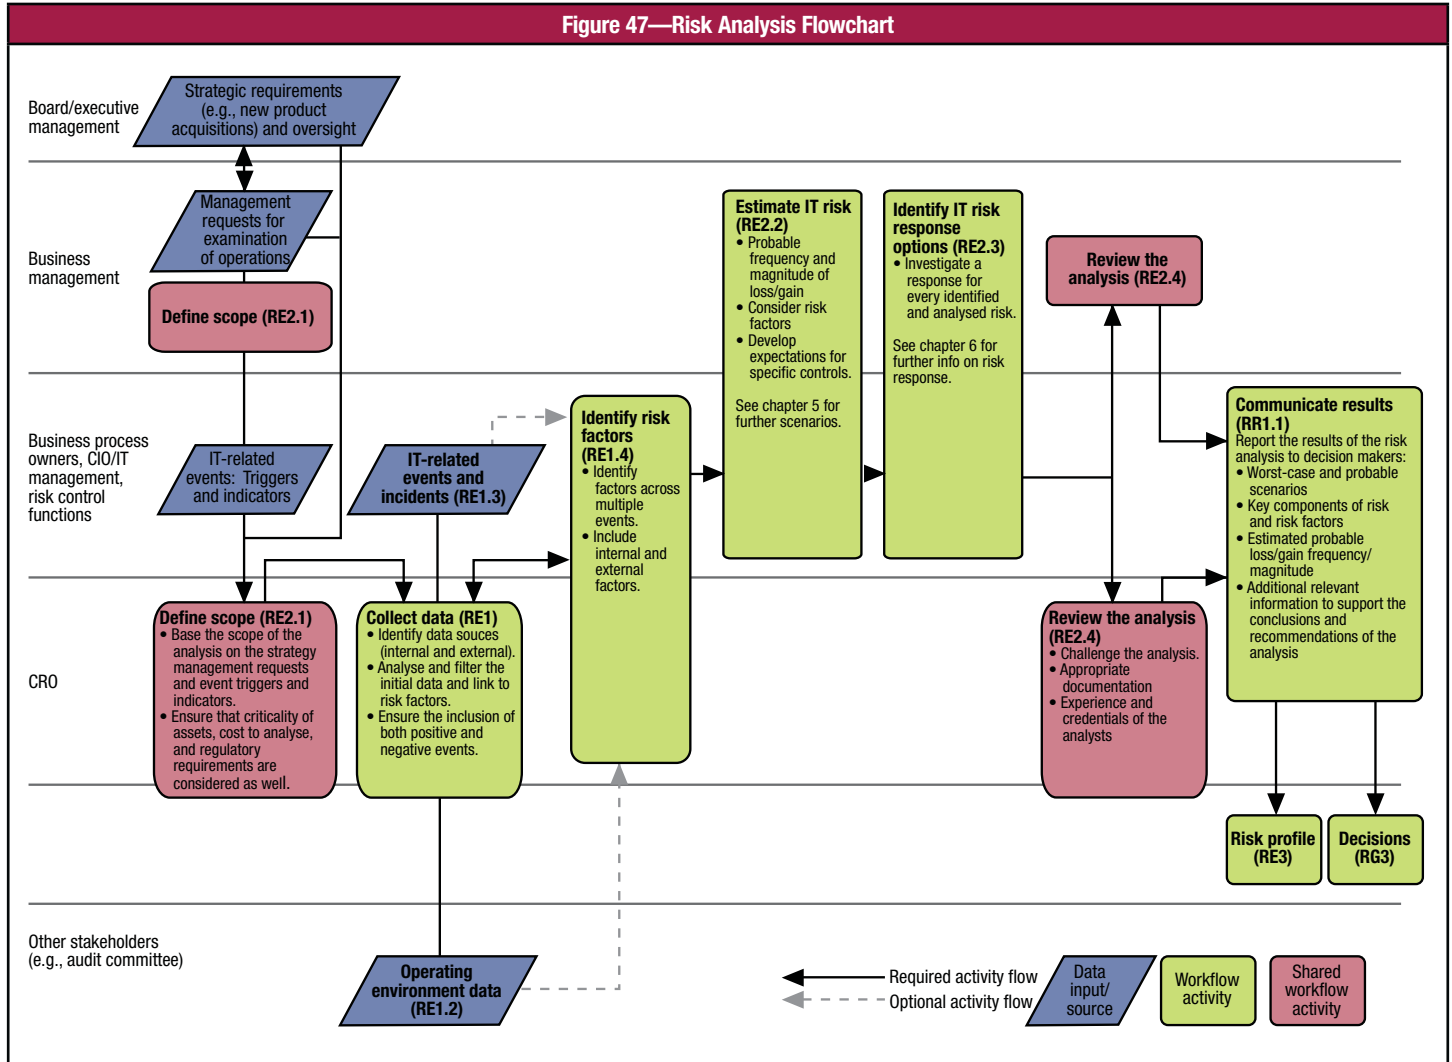 Figure 47—Risk Analysis Flowchart
Board/executive
management
Strategic requirements
(e.g., new product
acquisitions) and oversight
Business
management
Management
requests for
examination
of operations
Define scope (RE2.1)
Estimate IT risk
(RE2.2)
• Probable
frequency and
magnitude of
loss/gain
• Consider risk
factors
• Develop
expectations for
specific controls.
See chapter 5 for
further scenarios.
Identify IT risk
response
options (RE2.3)
• Investigate a
response for
every identified
and analysed risk.
See chapter 6 for
further info on risk
response.
Review the
analysis (RE2.4)
Business process
owners, CIO/IT
management,
risk control
functions
IT-related
events: Triggers
and indicators
IT-related
events and
incidents (RE1.3)
Identify risk
factors
(RE1.4)
• Identify
factors across
multiple
events.
• Include
internal and
external
factors.
Communicate results
(RR1.1)
Report the results of the risk
analysis to decision makers:
• Worst-case and probable
scenarios
• Key components of risk
and risk factors
• Estimated probable
loss/gain frequency/
magnitude
• Additional relevant
information to support the
conclusions and
recommendations of the
analysis
CRO
Define scope (RE2.1)
• Base the scope of the
analysis on the strategy
management requests
and event triggers and
indicators.
• Ensure that criticality of
assets, cost to analyse,
and regulatory
requirements are
considered as well.
Collect data (RE1)
• Identify data souces
(internal and external).
• Analyse and filter the
initial data and link to
risk factors.
• Ensure the inclusion of
both positive and
negative events.
Review the analysis
(RE2.4)
• Challenge the analysis.
• Appropriate
documentation
• Experience and
credentials of the
analysts
Risk profile
(RE3)
Decisions
(RG3)
Other stakeholders
(e.g., audit committee)
Operating
environment data
(RE1.2)
Required activity flow
Optional activity flow
Data
input/
source
Workflow
activity
Shared
workflow
activity